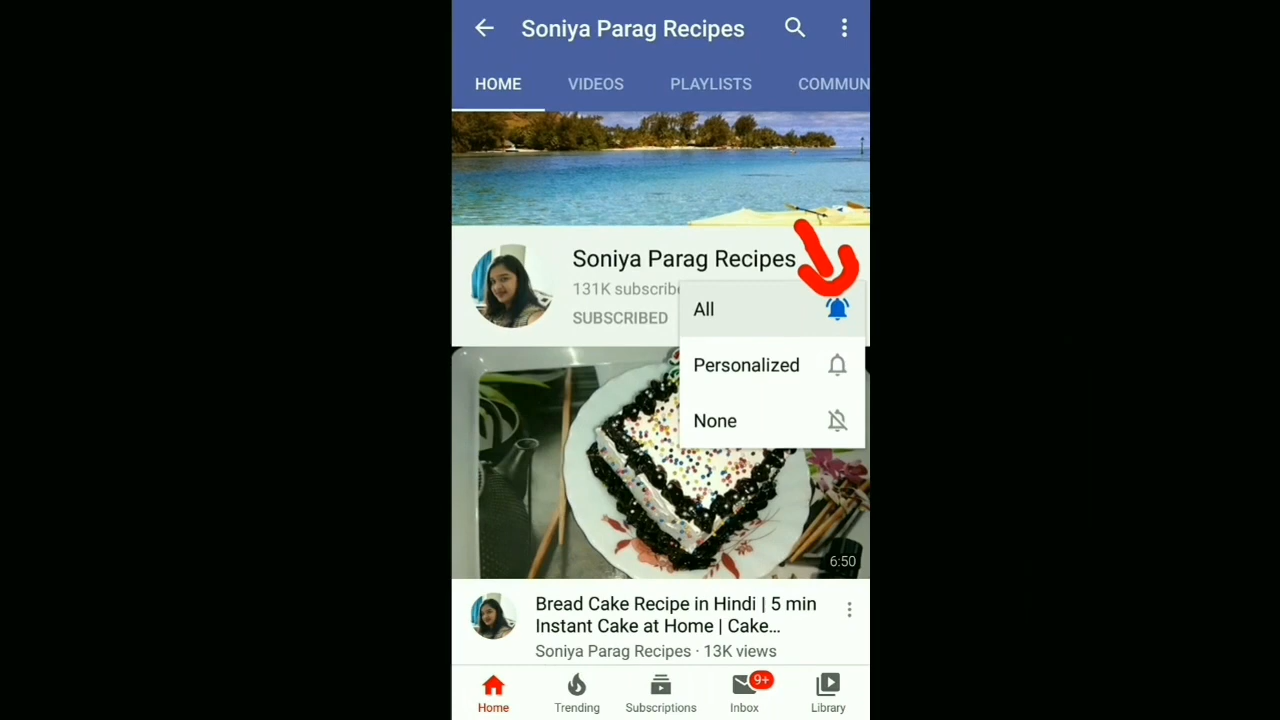 Soniya Parag Recipes
HOME VIDEOS PLAYLISTS COMMUN
Soniya Parag Recipes
131K subscribe
SUBSCRIBED
All
Personalized
None
6:50
Bread Cake Recipe in Hindi | 5 min
Instant Cake at Home | Cake...
Soniya Parag Recipes · 13K views
9+
Home Trending Subscriptions Inbox Library